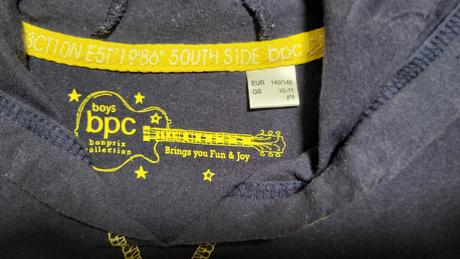 ECTION EST°1986° SOUTH SIDE bpc
EUR 140/146
GB 10-11
yrs
boys
bpc
bonprix
collection
Brings you Fun & Joy